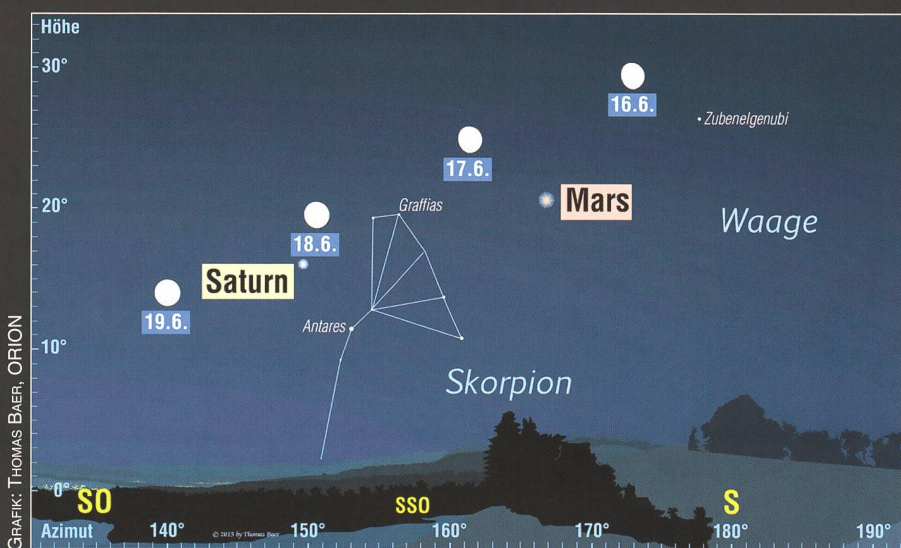 Höhe
30°
16.6.
Zubenelgenubi
17.6.
20°
Graffias
Mars
Waage
18.6.
Saturn
19.6.
10°
Antares
Skorpion
0°
SO
SSO
S
Azimut
140°
150°
160°
170°
180°
190°
© 2015 by Thomas Baer
GRAFIK: THOMAS BAER, ORION